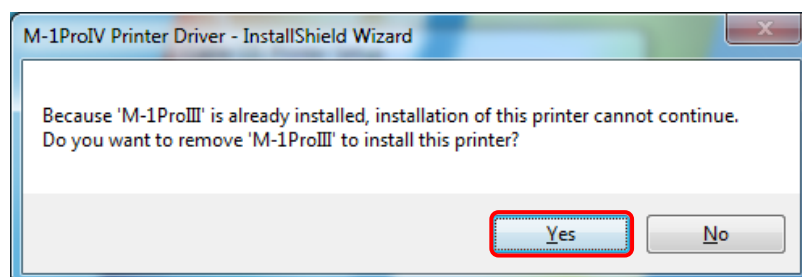 M-1ProIV Printer Driver - InstallShield Wizard
Because 'M-1ProⅢ' is already installed, installation of this printer cannot continue.
Do you want to remove 'M-1ProⅢ' to install this printer?
Yes
No